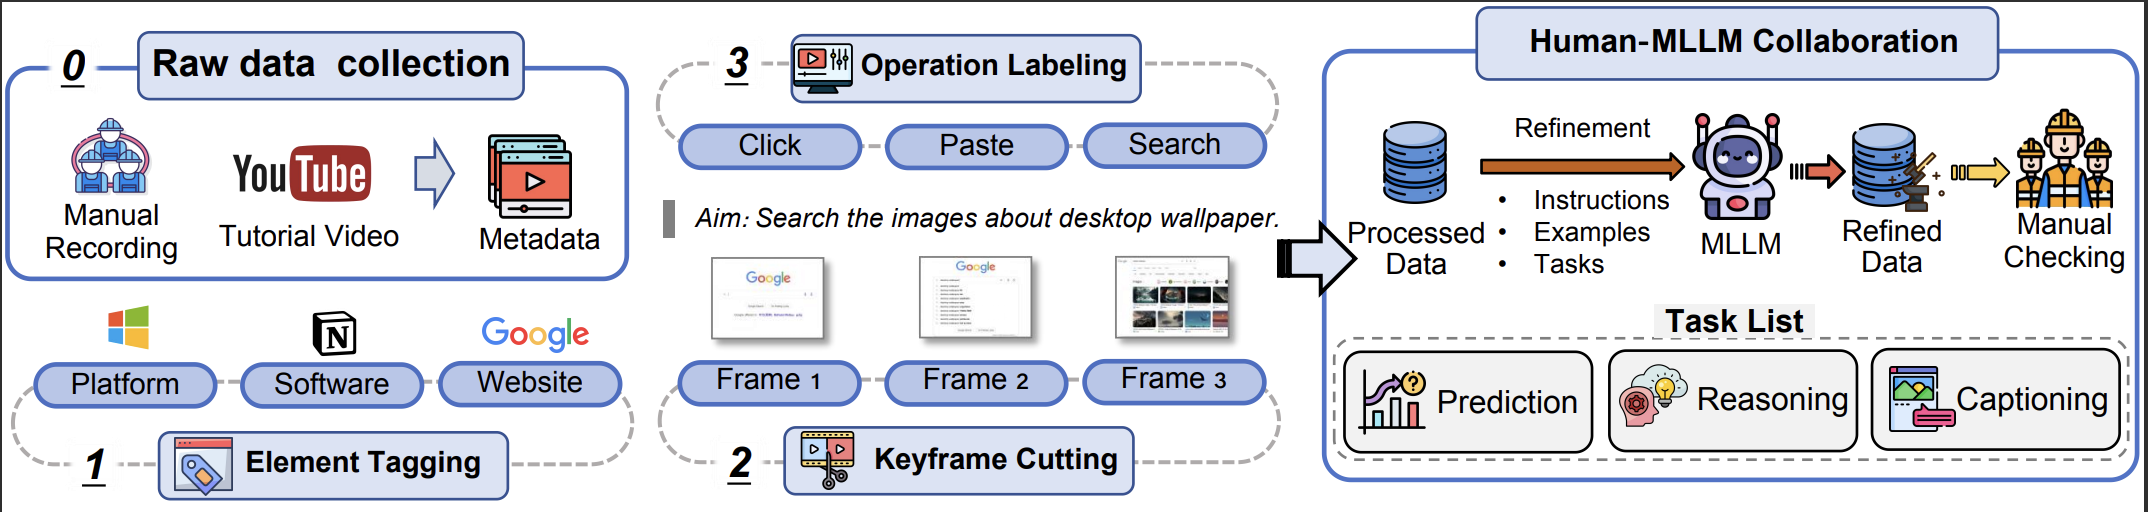 0
Raw data collection
Manual
Recording
YouTube
Tutorial Video
Metadata
N
Google
Platform
Software
Website
1
Element Tagging
3
Operation Labeling
Click
Paste
Search
Aim: Search the images about desktop wallpaper.
Google
Google
Frame 1
Frame 2
Frame 3
2
Keyframe Cutting
Human-MLLM Collaboration
Processed
Data
Refinement
• Instructions
• Examples
• Tasks
MLLM
Refined
Data
Manual
Checking
Task List
Prediction
Reasoning
Captioning